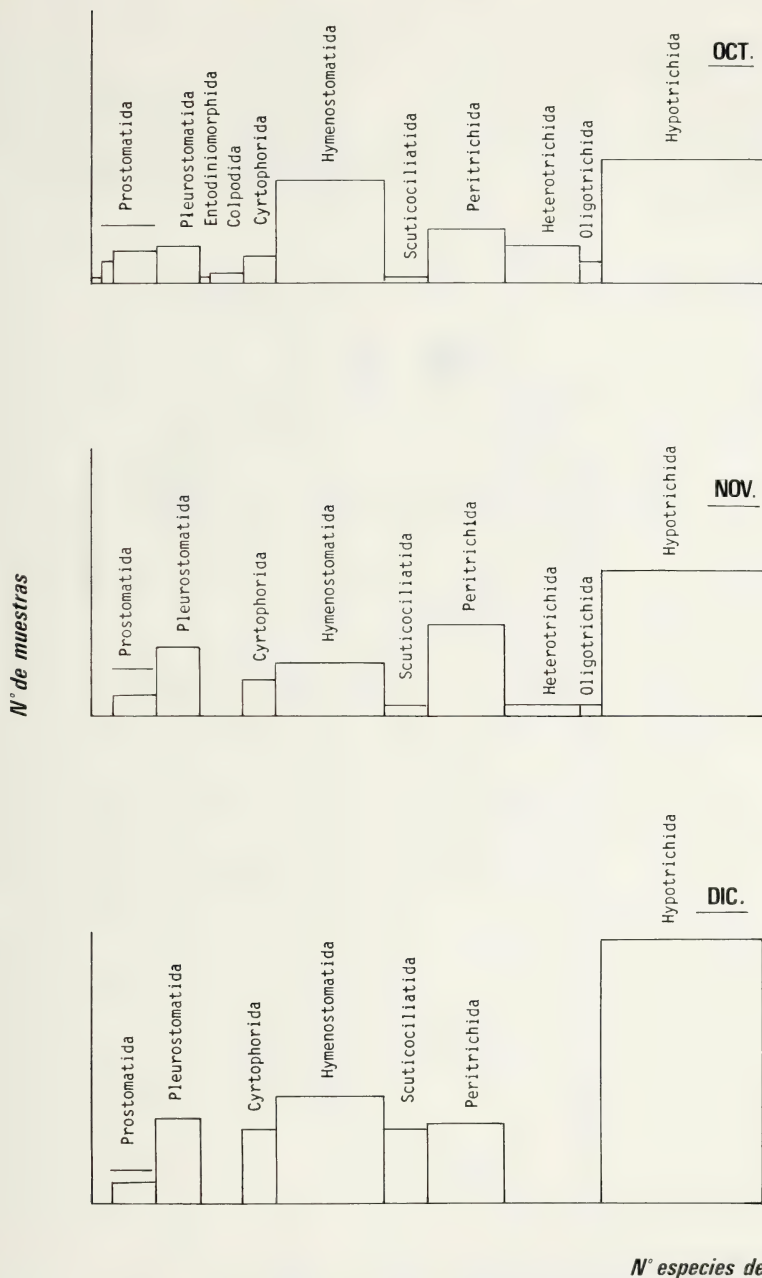 OCT.
Prostomatida
Pleurostomatida
Entodiniomorphida
Colpodida
Cyrtophorida
Hymenostomatida
Scuticociliatida
Peritrichida
Heterotrichida
Oligotrichida
Hypotrichida
NOV.
Prostomatida
Pleurostomatida
Cyrtophorida
Hymenostomatida
Scuticociliatida
Peritrichida
Heterotrichida
Oligotrichida
Hypotrichida
N° de muestras
DIC.
Prostomatida
Pleurostomatida
Cyrtophorida
Hymenostomatida
Scuticociliatida
Peritrichida
Hypotrichida
N° especies de